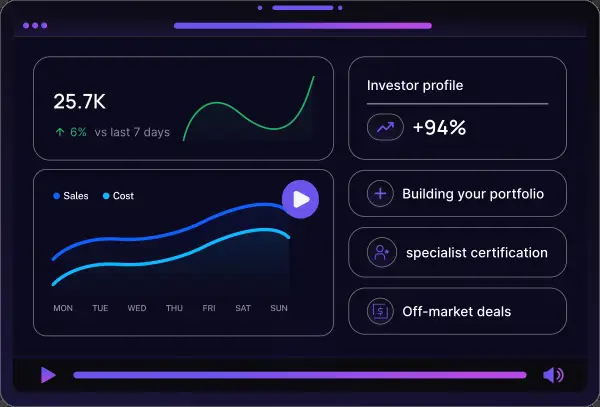 25.7K
↑ 6% vs last 7 days
Sales Cost
MON TUE WED THU FRI SAT SUN
Investor profile
+94%
Building your portfolio
specialist certification
$
Off-market deals